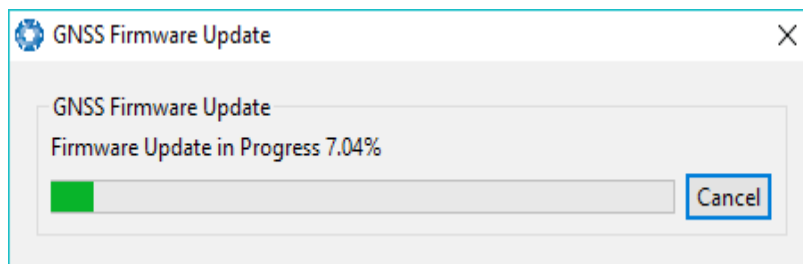 GNSS Firmware Update
GNSS Firmware Update
Firmware Update in Progress 7.04%
Cancel